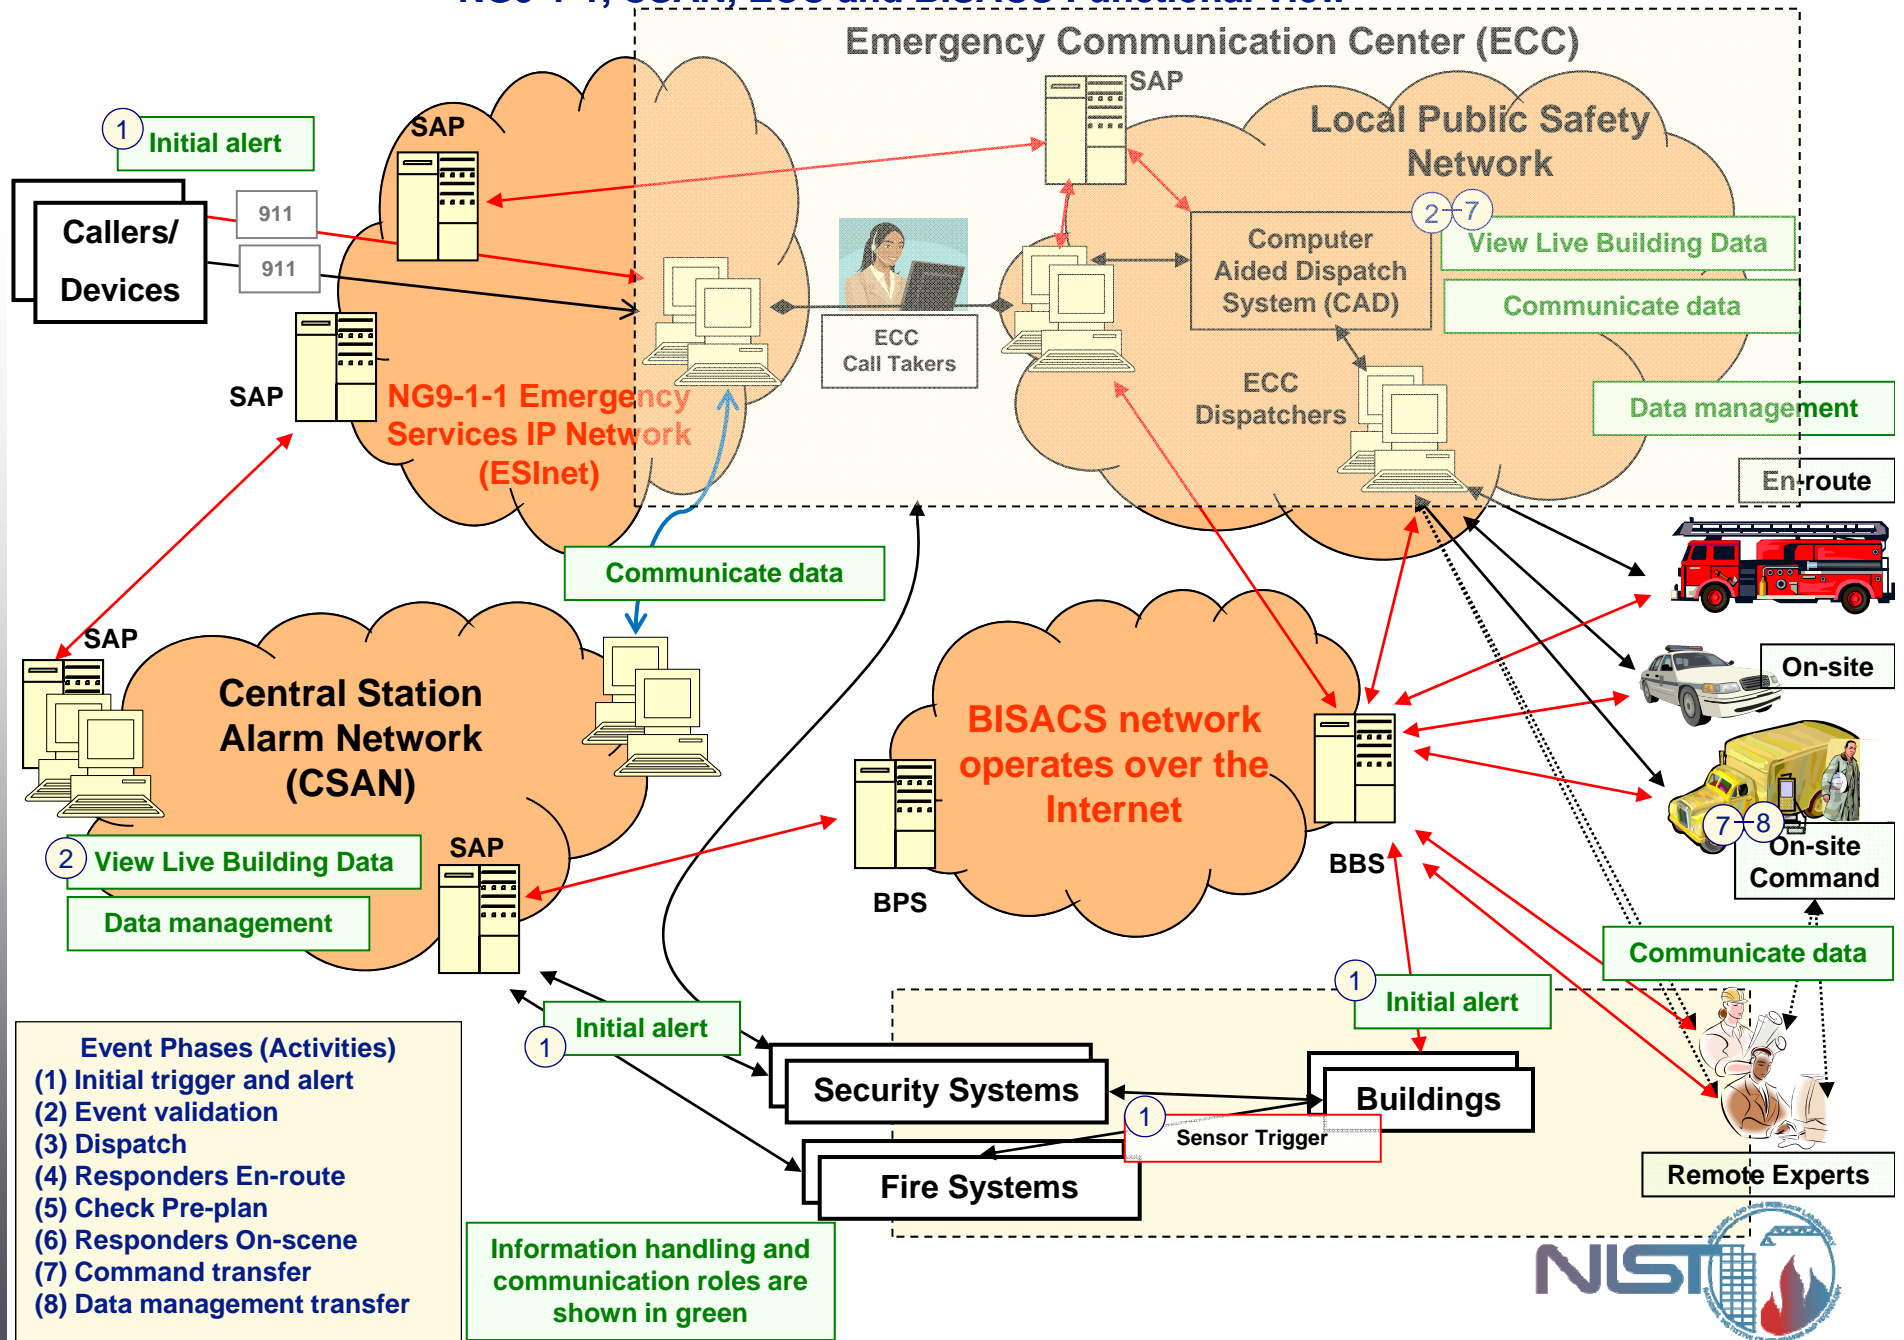 Emergency Communication Center (ECC)
SAP
Local Public Safety
Network
1
Initial alert
SAP
911
911
Callers/
Devices
2
7
View Live Building Data
Communicate data
Computer
Aided Dispatch
System (CAD)
ECC
Call Takers
SAP
NG9-1-1 Emergency
Services IP Network
(ESInet)
ECC
Dispatchers
Data management
En-route
Communicate data
SAP
On-site
Central Station
Alarm Network
(CSAN)
BISACS network
operates over the
Internet
7
8
On-site
Command
2
View Live Building Data
SAP
BBS
Data management
BPS
Communicate data
1
Initial alert
1
Initial alert
Security Systems
Buildings
1
Sensor Trigger
Fire Systems
Remote Experts
Event Phases (Activities)
(1) Initial trigger and alert
(2) Event validation
(3) Dispatch
(4) Responders En-route
(5) Check Pre-plan
(6) Responders On-scene
(7) Command transfer
(8) Data management transfer
Information handling and
communication roles are
shown in green
NIST